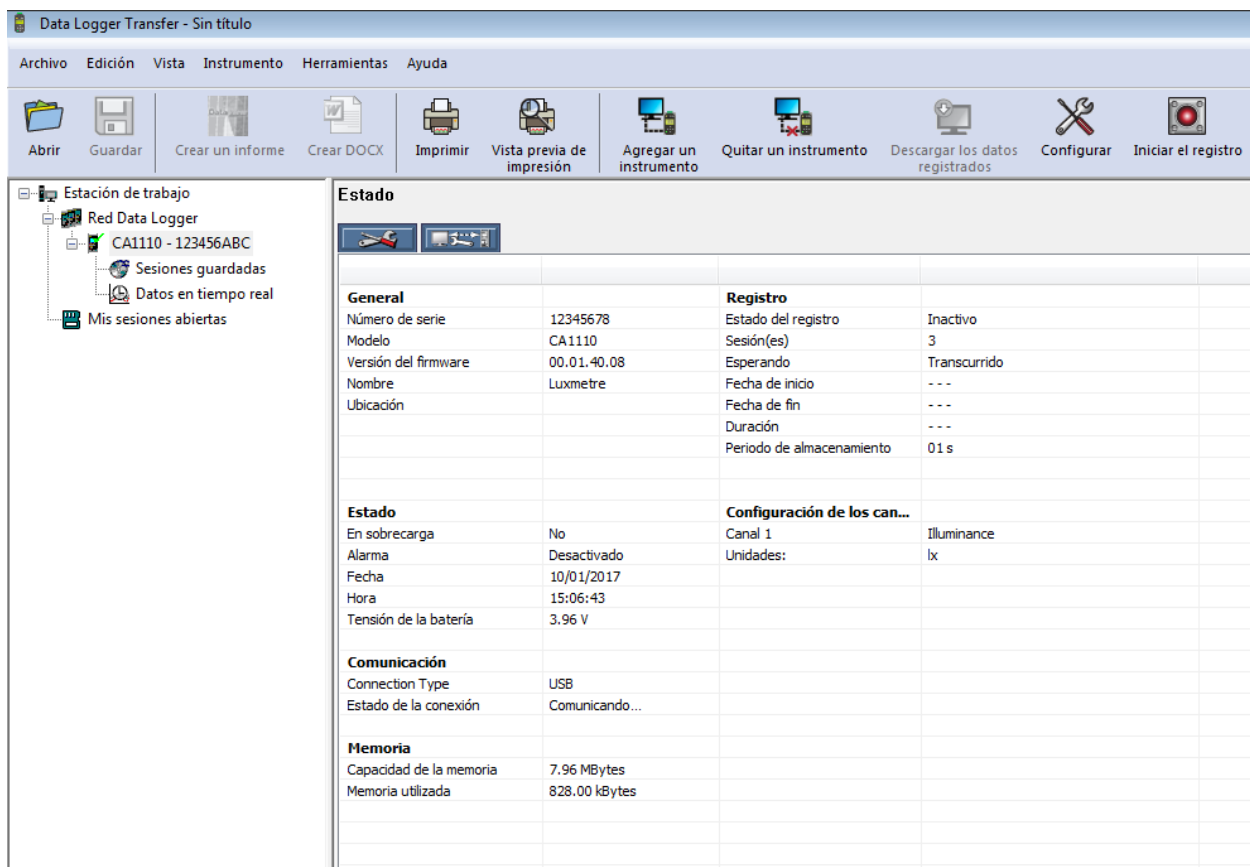 Data Logger Transfer - Sin título
Archivo Edición Vista Instrumento Herramientas Ayuda
Abrir
Guardar
Crear un informe
Crear DOCX
Imprimir
Vista previa de
impresión
Agregar un
instrumento
Quitar un instrumento
Descargar los datos
registrados
Configurar
Iniciar el registro
Estación de trabajo
Red Data Logger
CA1110 - 123456ABC
Sesiones guardadas
Datos en tiempo real
Mis sesiones abiertas
Estado
General Registro
Número de serie 12345678 Estado del registro Inactivo
Modelo CA1110 Sesión(es) 3
Versión del firmware 00.01.40.08 Esperando Transcurrido
Nombre Luxmetre Fecha de inicio - - -
Ubicación Fecha de fin - - -
Duración - - -
Periodo de almacenamiento 01 s
Estado Configuración de los can...
En sobrecarga No Canal 1 Illuminance
Alarma Desactivado Unidades: lx
Fecha 10/01/2017
Hora 15:06:43
Tensión de la batería 3.96 V
Comunicación
Connection Type USB
Estado de la conexión Comunicando...
Memoria
Capacidad de la memoria 7.96 MBytes
Memoria utilizada 828.00 kBytes